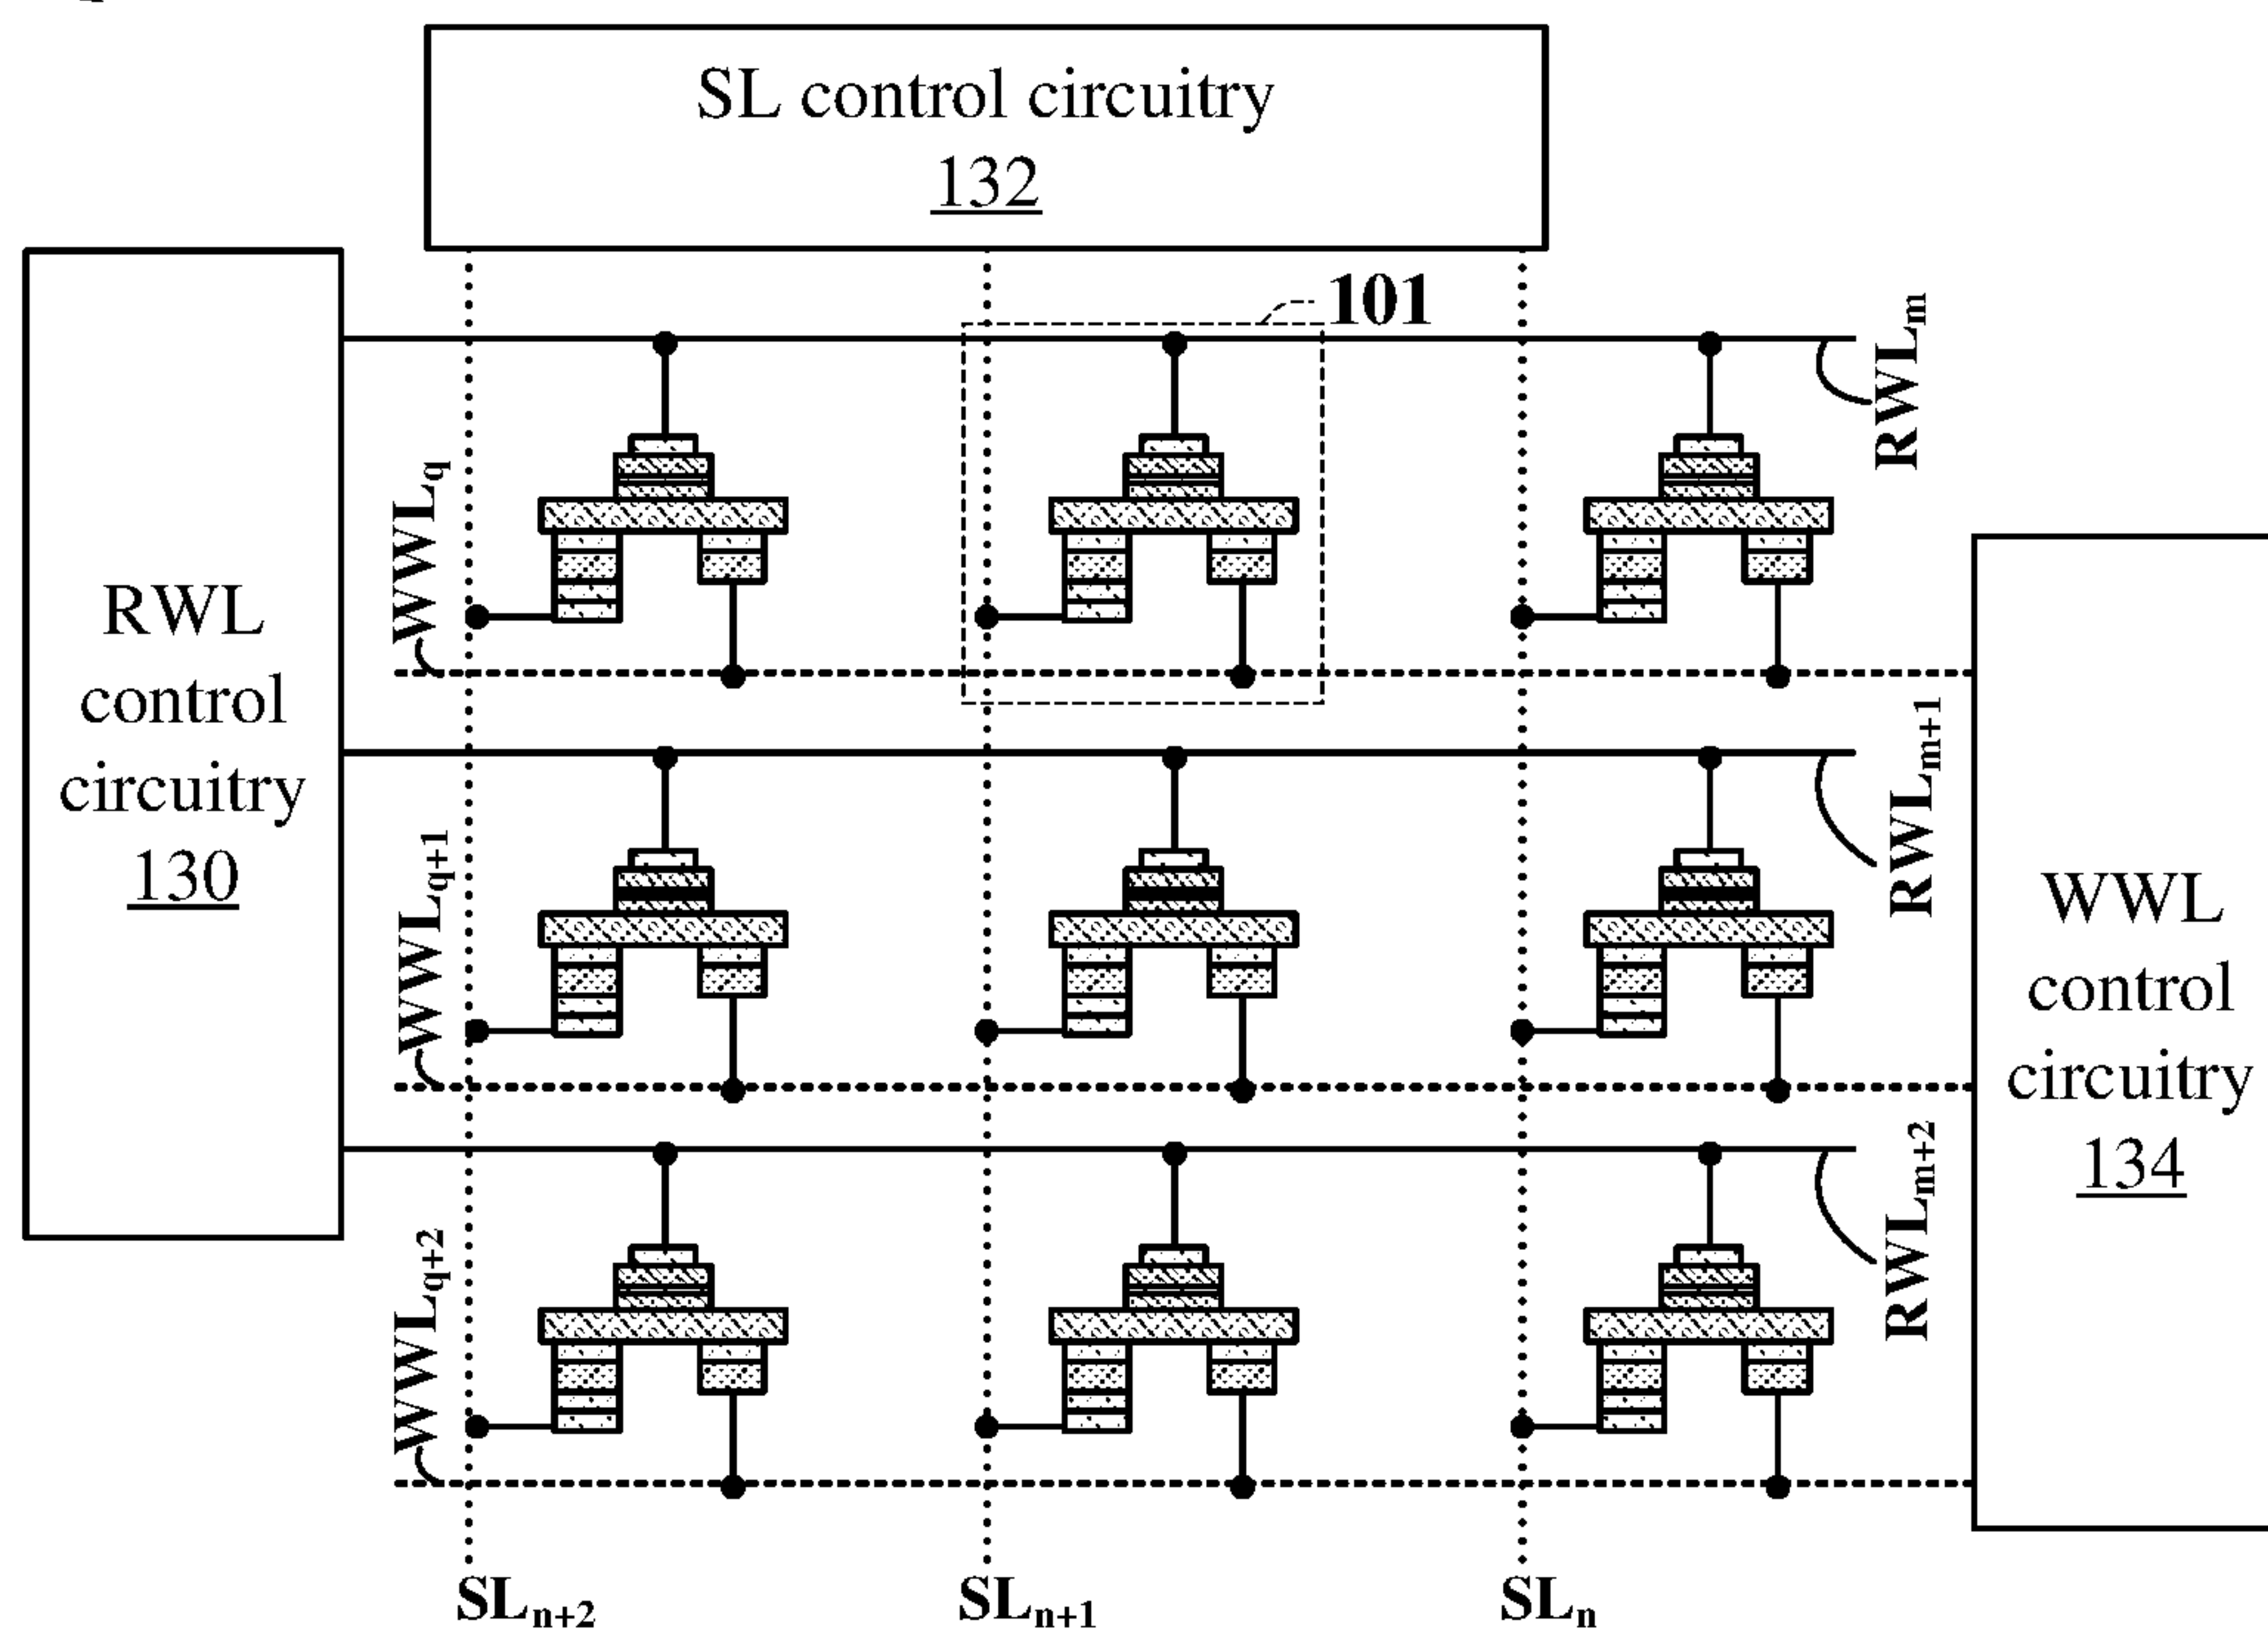 SL control circuitry
132
101
RWLm
WWLq
RWL
control
circuitry
130
RWLm+1
WWLq+1
WWL
control
circuitry
134
RWLm+2
WWLq+2
SLn+2
SLn+1
SLn